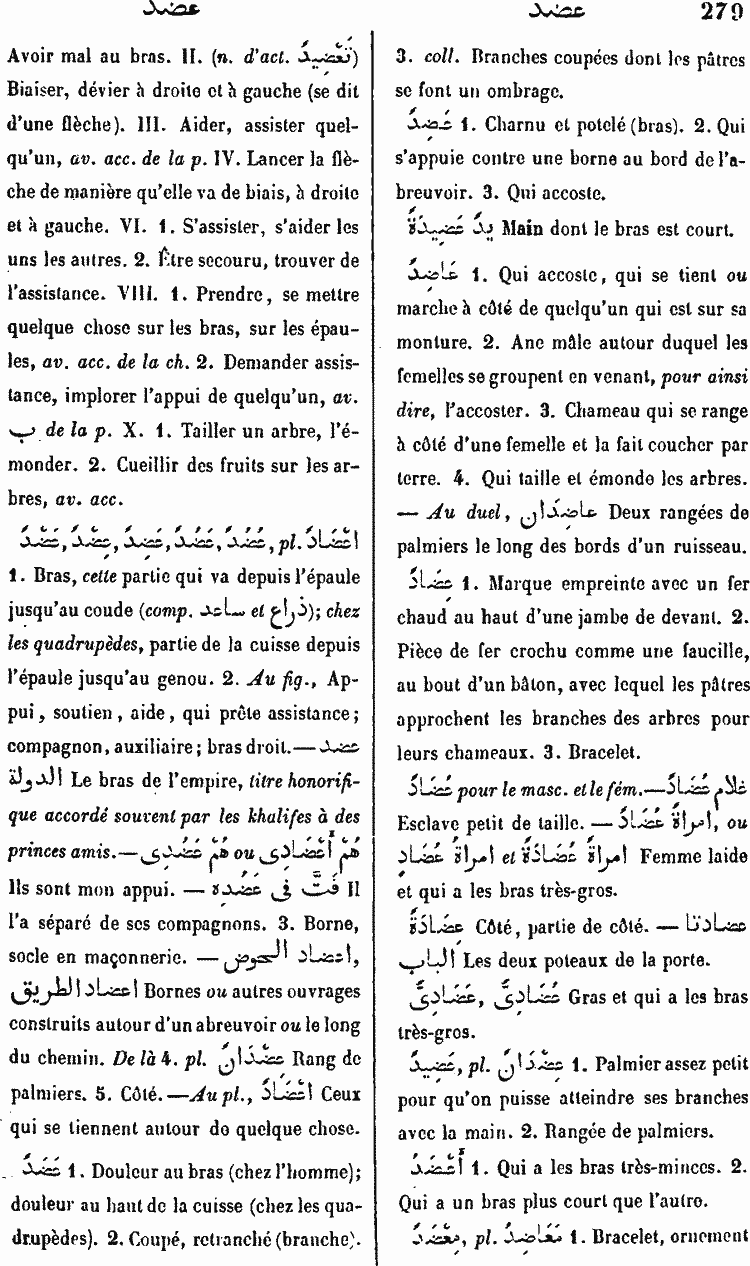 عضد
عضد
279
Avoir mal au bras. II. (n. d'act. تَعْضِيدٌ)
Biaiser, dévier à droite et à gauche (se dit
d'une flèche). III. Aider, assister quel-
qu'un, av. acc. de la p. IV. Lancer la flè-
che de manière qu'elle va de biais, à droite
et à gauche. VI. 1. S'assister, s'aider les
uns les autres. 2. Être secouru, trouver de
l'assistance. VIII. 1. Prendre, se mettre
quelque chose sur les bras, sur les épau-
les, av. acc. de la ch. 2. Demander assis-
tance, implorer l'appui de quelqu'un, av.
ب de la p. X. 1. Tailler un arbre, l'é-
monder. 2. Cueillir des fruits sur les ar-
bres, av. acc.
pl. أَعْضَادٌ
1. Bras, cette partie qui va depuis l'épaule
jusqu'au coude (comp. ساعد et ذراع); chez
les quadrupèdes, partie de la cuisse depuis
l'épaule jusqu'au genou. 2. Au fig., Ap-
pui, soutien, aide, qui prête assistance;
compagnon, auxiliaire; bras droit.—عضد
الدولة Le bras de l'empire, titre honorifi-
que accordé souvent par les khalifes à des
princes amis.—هُمْ عَضُدِى ou هُمْ أَعْضَادِى
Ils sont mon appui. — فَتَّ فى عَضُدِهِ Il
l'a séparé de ses compagnons. 3. Borne,
socle en maçonnerie. — اعضاد الحوض,
اعضاد الطريق Bornes ou autres ouvrages
construits autour d'un abreuvoir ou le long
du chemin. De là 4. pl. عِضْدَانٌ Rang de
palmiers. 5. Côté.—Au pl., أَعْضَادٌ Ceux
qui se tiennent autour de quelque chose.
عَضَدٌ 1. Douleur au bras (chez l'homme);
douleur au haut de la cuisse (chez les qua-
drupèdes). 2. Coupé, retranché (branche).
3. coll. Branches coupées dont les pâtres
se font un ombrage.
عَضِدٌ 1. Charnu et potelé (bras). 2. Qui
s'appuie contre une borne au bord de l'a-
breuvoir. 3. Qui accoste.
يَدٌ عَضِدَةٌ Main dont le bras est court.
عَاضِدٌ 1. Qui accoste, qui se tient ou
marche à côté de quelqu'un qui est sur sa
monture. 2. Ane mâle autour duquel les
femelles se groupent en venant, pour ainsi
dire, l'accoster. 3. Chameau qui se range
à côté d'une femelle et la fait coucher par
terre. 4. Qui taille et émonde les arbres.
— Au duel, عاضِدَان Deux rangées de
palmiers le long des bords d'un ruisseau.
عِضَادٌ 1. Marque empreinte avec un fer
chaud au haut d'une jambe de devant. 2.
Pièce de fer crochu comme une faucille,
au bout d'un bâton, avec lequel les pâtres
approchent les branches des arbres pour
leurs chameaux. 3. Bracelet.
عَضَادٌ pour le masc. et le fém.—غلام عَضَادٌ
Esclave petit de taille. — امراةٌ عَضَادٌ, ou
امراةٌ عَضَادَةٌ et امراةٌ عَضَادِ Femme laide
et qui a les bras très-gros.
عِضَادَةٌ Côté, partie de côté. — عضادتا
الباب Les deux poteaux de la porte.
عُضَادِىٌّ, عَضَادِىٌّ Gras et qui a les bras
très-gros.
عَضِيدٌ, pl. عِضْدَانٌ 1. Palmier assez petit
pour qu'on puisse atteindre ses branches
avec la main. 2. Rangée de palmiers.
أَعْضَدُ 1. Qui a les bras très-minces. 2.
Qui a un bras plus court que l'autre.
مِعْضَدٌ, pl. مَعَاضِدُ 1. Bracelet, ornement